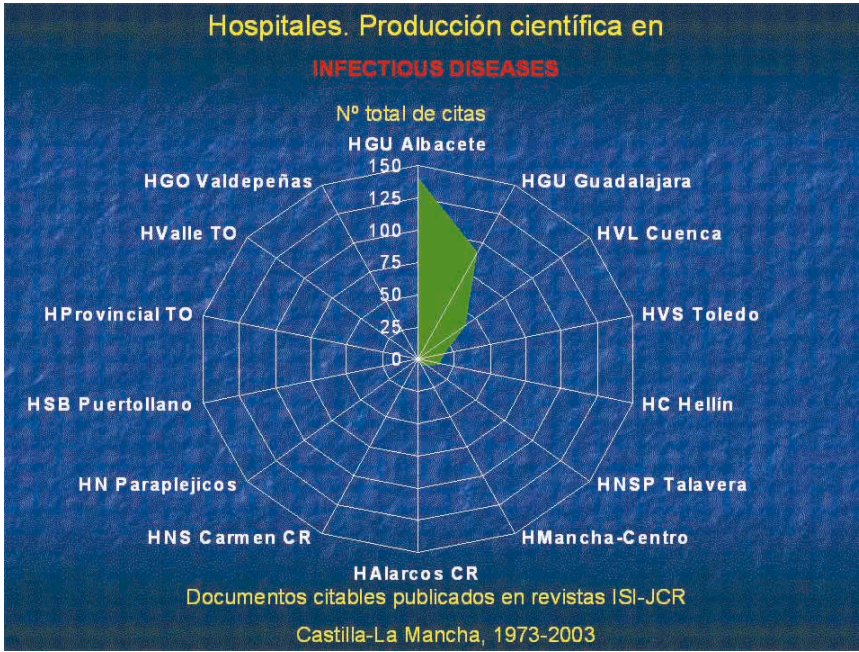 Hospitales. Producción científica en
INFECTIOUS DISEASES
Nº total de citas
HGU Albacete
150
HGO Valdepeñas
HGU Guadalajara
125
HValle TO
HVL Cuenca
100
75
HProvincial TO
50
HVS Toledo
25
0
HSB Puertollano
HC Hellín
HN Paraplejicos
HNSP Talavera
HNS Carmen CR
HMancha-Centro
HAlarcos CR
Documentos citables publicados en revistas ISI-JCR
Castilla-La Mancha, 1973-2003